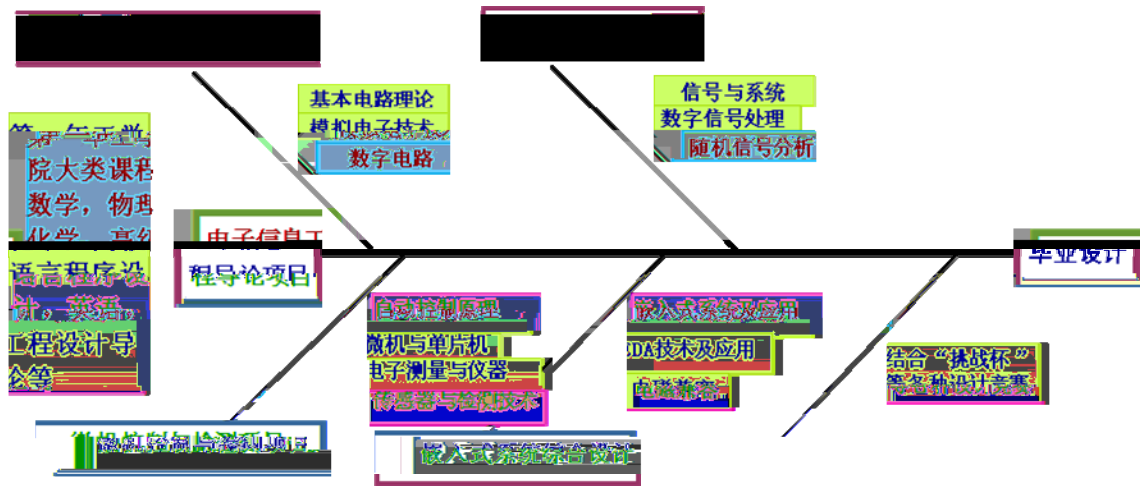 基本电路理论
模拟电子技术
数字电路
信号与系统
数字信号处理
随机信号分析
院大类课程
数学，物理
化学，高级
语言程序设
计，英语，
工程设计导
论等
电子信息工
程导论项目
毕业设计
自动控制原理
微机与单片机
电子测量与仪器
传感器与检测技术
嵌入式系统及应用
EDA技术及应用
电磁兼容
结合“挑战杯”
等各种设计竞赛
嵌入式系统综合设计